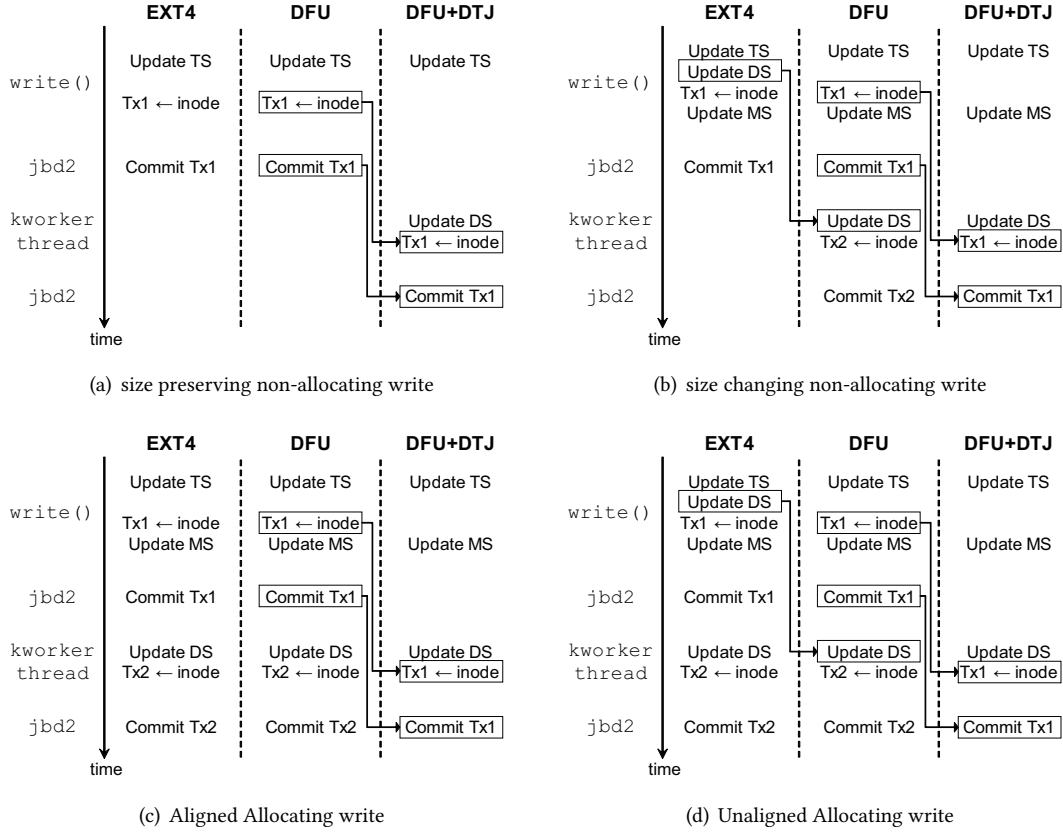 EXT4 DFU DFU+DTJ
write()
Update TS Update TS Update TS
Tx1 ← inode Tx1 ← inode
jbd2 Commit Tx1 Commit Tx1
kworker
thread
Update DS
Tx1 ← inode
jbd2 Commit Tx1
time
(a) size preserving non-allocating write
EXT4 DFU DFU+DTJ
write()
Update TS Update TS Update TS
Update DS
Tx1 ← inode Tx1 ← inode
Update MS Update MS Update MS
jbd2 Commit Tx1 Commit Tx1
kworker
thread
Update DS Update DS
Tx2 ← inode Tx1 ← inode
jbd2 Commit Tx2 Commit Tx1
time
(b) size changing non-allocating write
EXT4 DFU DFU+DTJ
write()
Update TS Update TS Update TS
Tx1 ← inode Tx1 ← inode
Update MS Update MS Update MS
jbd2 Commit Tx1 Commit Tx1
kworker
thread
Update DS Update DS Update DS
Tx2 ← inode Tx2 ← inode Tx1 ← inode
jbd2 Commit Tx2 Commit Tx2 Commit Tx1
time
(c) Aligned Allocating write
EXT4 DFU DFU+DTJ
write()
Update TS Update TS Update TS
Update DS
Tx1 ← inode Tx1 ← inode
Update MS Update MS Update MS
jbd2 Commit Tx1 Commit Tx1
kworker
thread
Update DS Update DS Update DS
Tx2 ← inode Tx2 ← inode Tx1 ← inode
jbd2 Commit Tx2 Commit Tx2 Commit Tx1
time
(d) Unaligned Allocating write